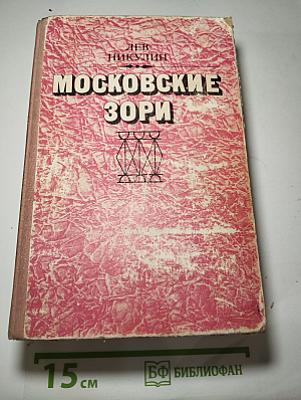 ЛЕВ
НИКУЛИН
МОСКОВСКИЕ
ЗОРИ
15 см
БФ БИБЛИОФАН